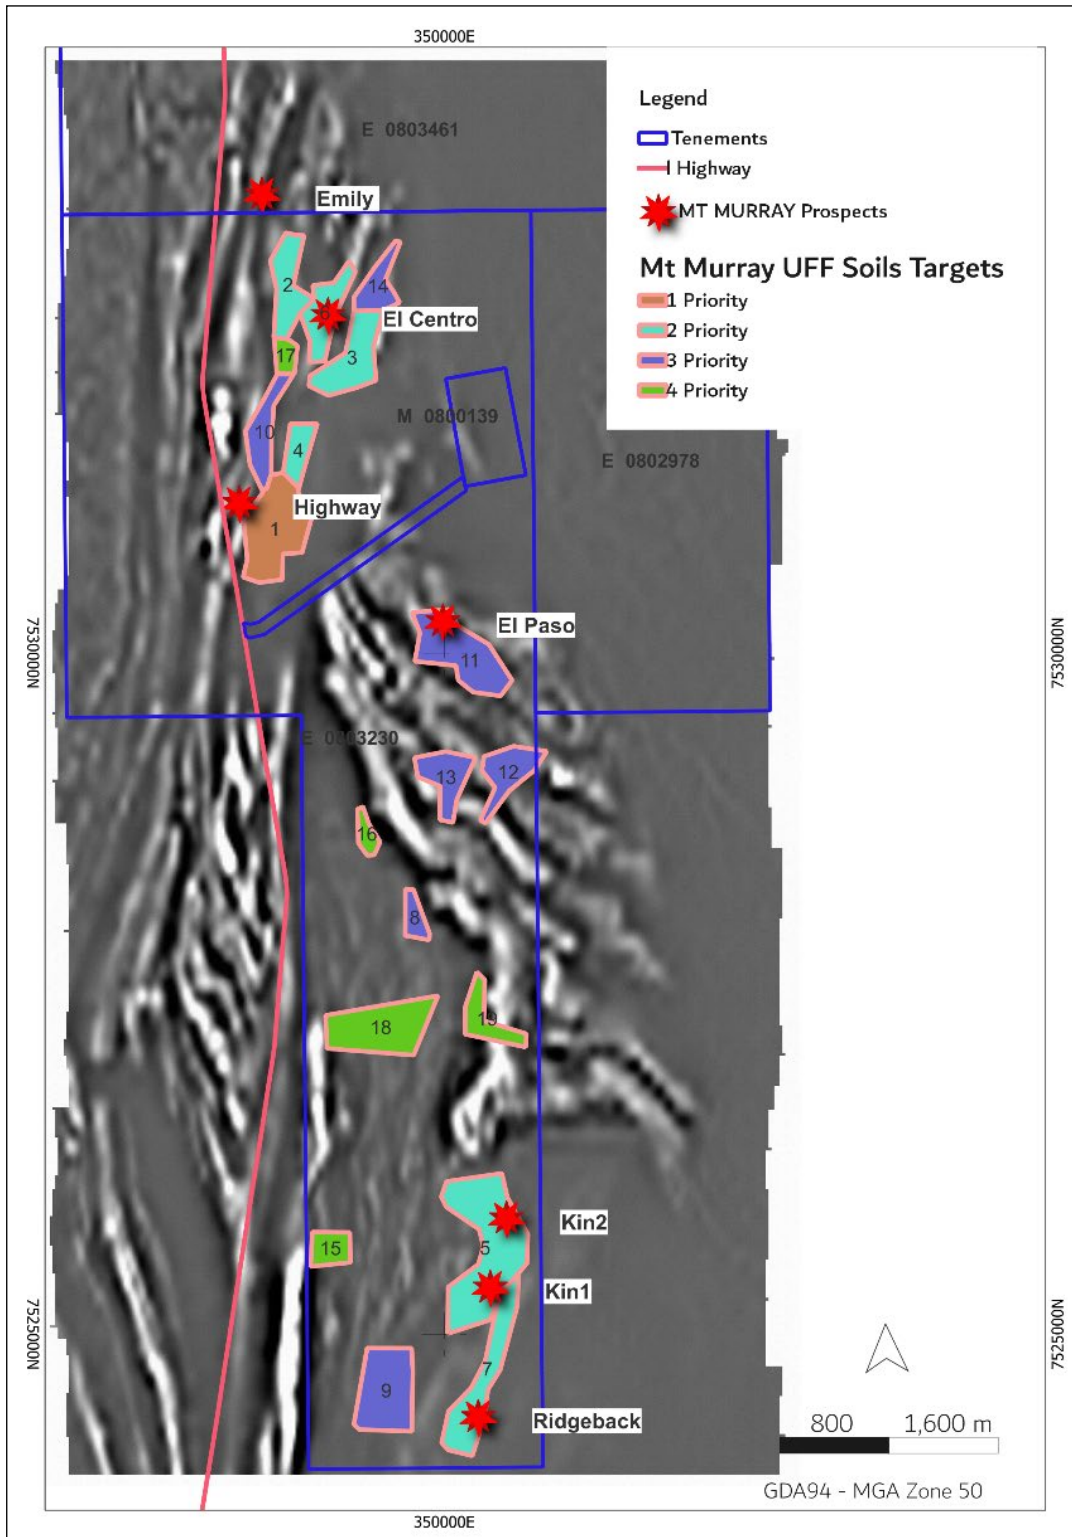 350000E
Legend
Tenements
Highway
MT MURRAY Prospects
Mt Murray UFF Soils Targets
1 Priority
2 Priority
3 Priority
4 Priority
E 0803461
Emily
2
14
6
El Centro
3
17
M 0800139
10
4
E 0802978
Highway
1
El Paso
11
7530000N
7530000N
E 0803230
13
12
16
8
18
19
Kin2
5
15
Kin1
7525000N
7525000N
7
9
Ridgeback
800
1,600 m
GDA94 - MGA Zone 50
350000E